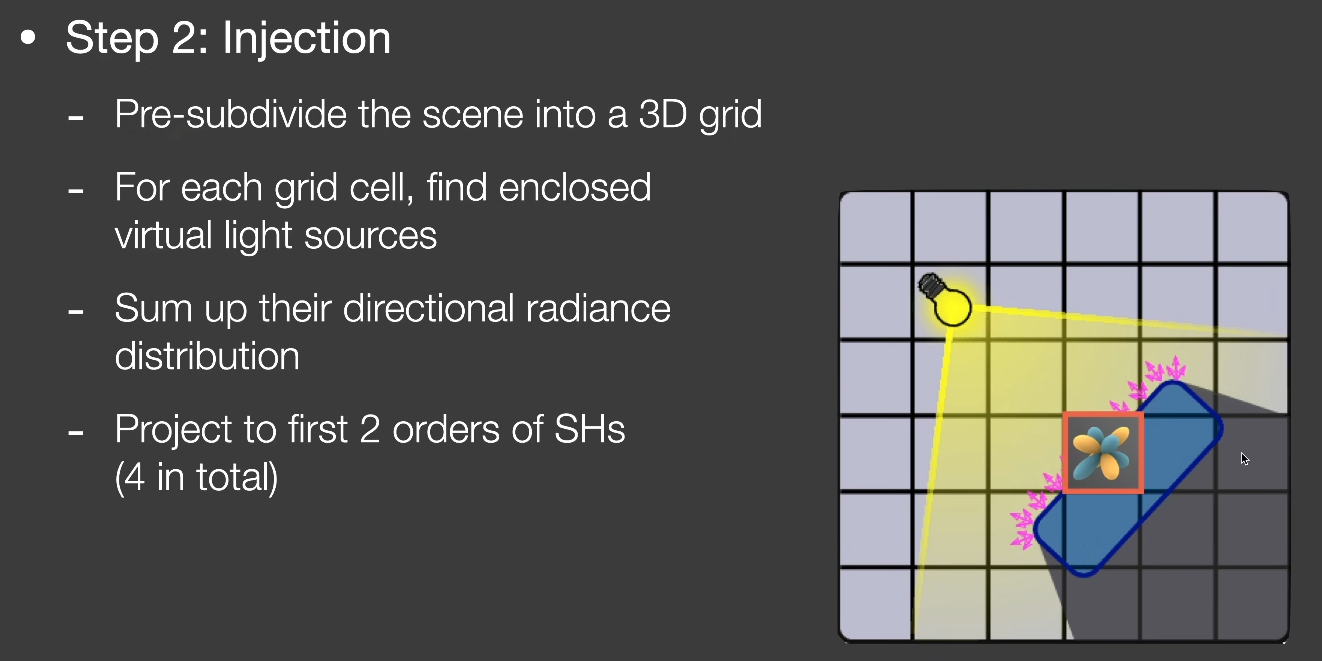 • Step 2: Injection
- Pre-subdivide the scene into a 3D grid
- For each grid cell, find enclosed
virtual light sources
- Sum up their directional radiance
distribution
- Project to first 2 orders of SHs
(4 in total)